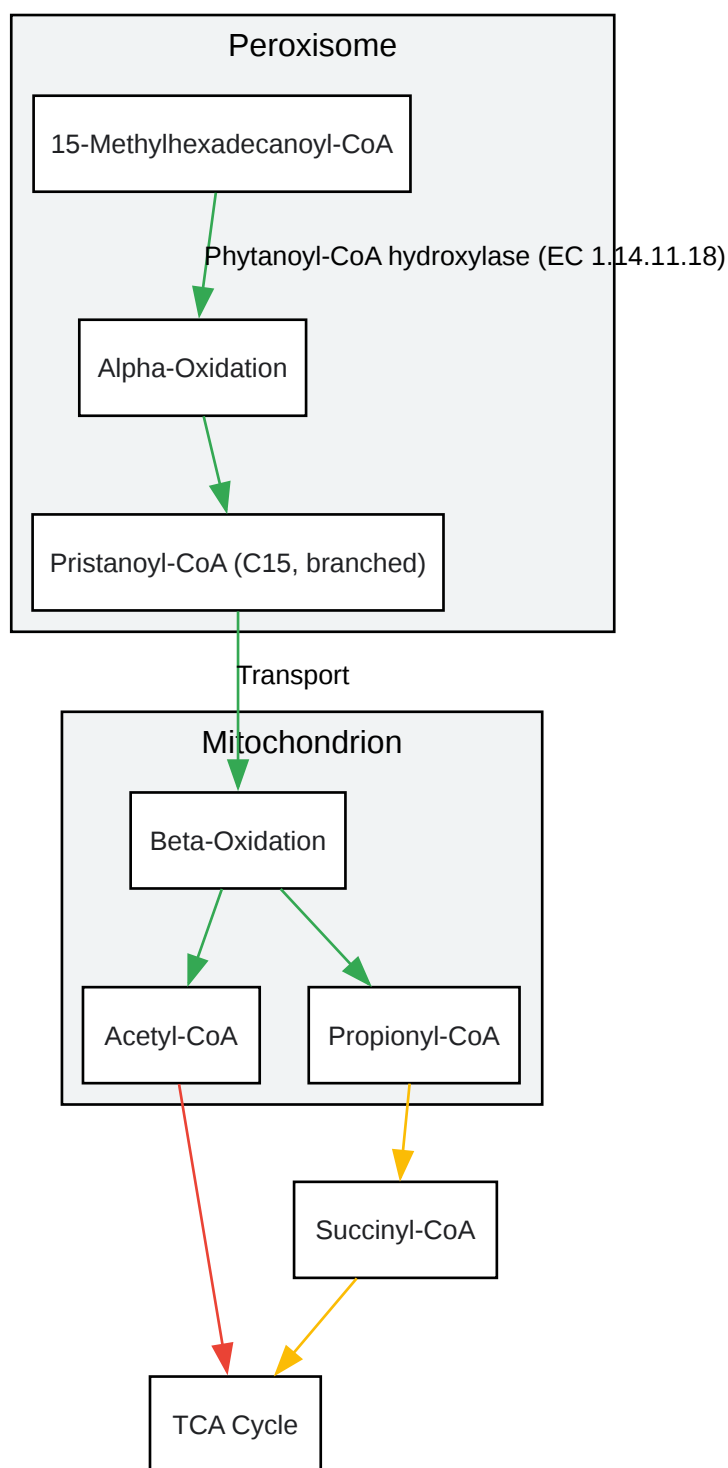 Peroxisome
15-Methylhexadecanoyl-CoA
Phytanoyl-CoA hydroxylase (EC 1.14.11.18)
Alpha-Oxidation
Pristanoyl-CoA (C15, branched)
Transport
Mitochondrion
Beta-Oxidation
Acetyl-CoA
Propionyl-CoA
Succinyl-CoA
TCA Cycle